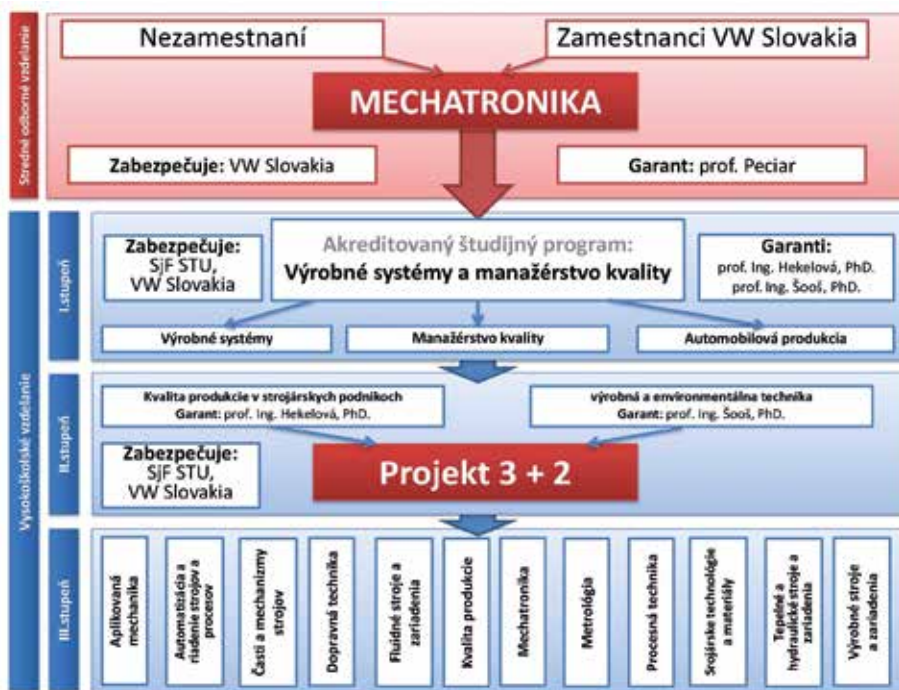 Stredné odborné vzdelanie
Nezamestnaní
Zamestnanci VW Slovakia
MECHATRONIKA
Zabezpečuje: VW Slovakia
Garant: prof. Peciar
Vysokoškolské vzdelanie
I.stupeň
Zabezpečuje:
SjF STU,
VW Slovakia
Akreditovaný študijný program:
Výrobné systémy a manažérstvo kvality
Garanti:
prof. Ing. Hekelová, PhD.
prof. Ing. Šooš, PhD.
Výrobné systémy
Manažérstvo kvality
Automobilová produkcia
II.stupeň
Kvalita produkcie v strojárskych podnikoch
Garant: prof. Ing. Hekelová, PhD.
výrobná a environmentálna technika
Garant: prof. Ing. Šooš, PhD.
Zabezpečuje:
SjF STU,
VW Slovakia
Projekt 3 + 2
III.stupeň
Aplikovaná
mechanika
Automatizácia a
riadenie strojov a
procesov
Časti a mechanizmy
strojov
Dopravná technika
Fluidné stroje a
zariadenia
Kvalita produkcie
Mechatronika
Metrológia
Procesná technika
Srojárske technológie
a materiály
Tepelné a
hydraulické stroje a
zariadenia
Výrobné stroje
a zariadenia